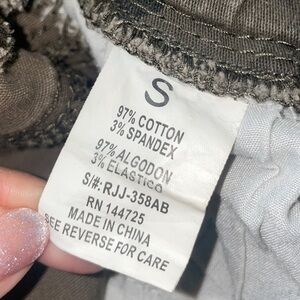 S
97% COTTON
3% SPANDEX
97% ALGODON
3% ELASTICO
S/#: RJJ-358AB
RN 144725
MADE IN CHINA
SEE REVERSE FOR CARE